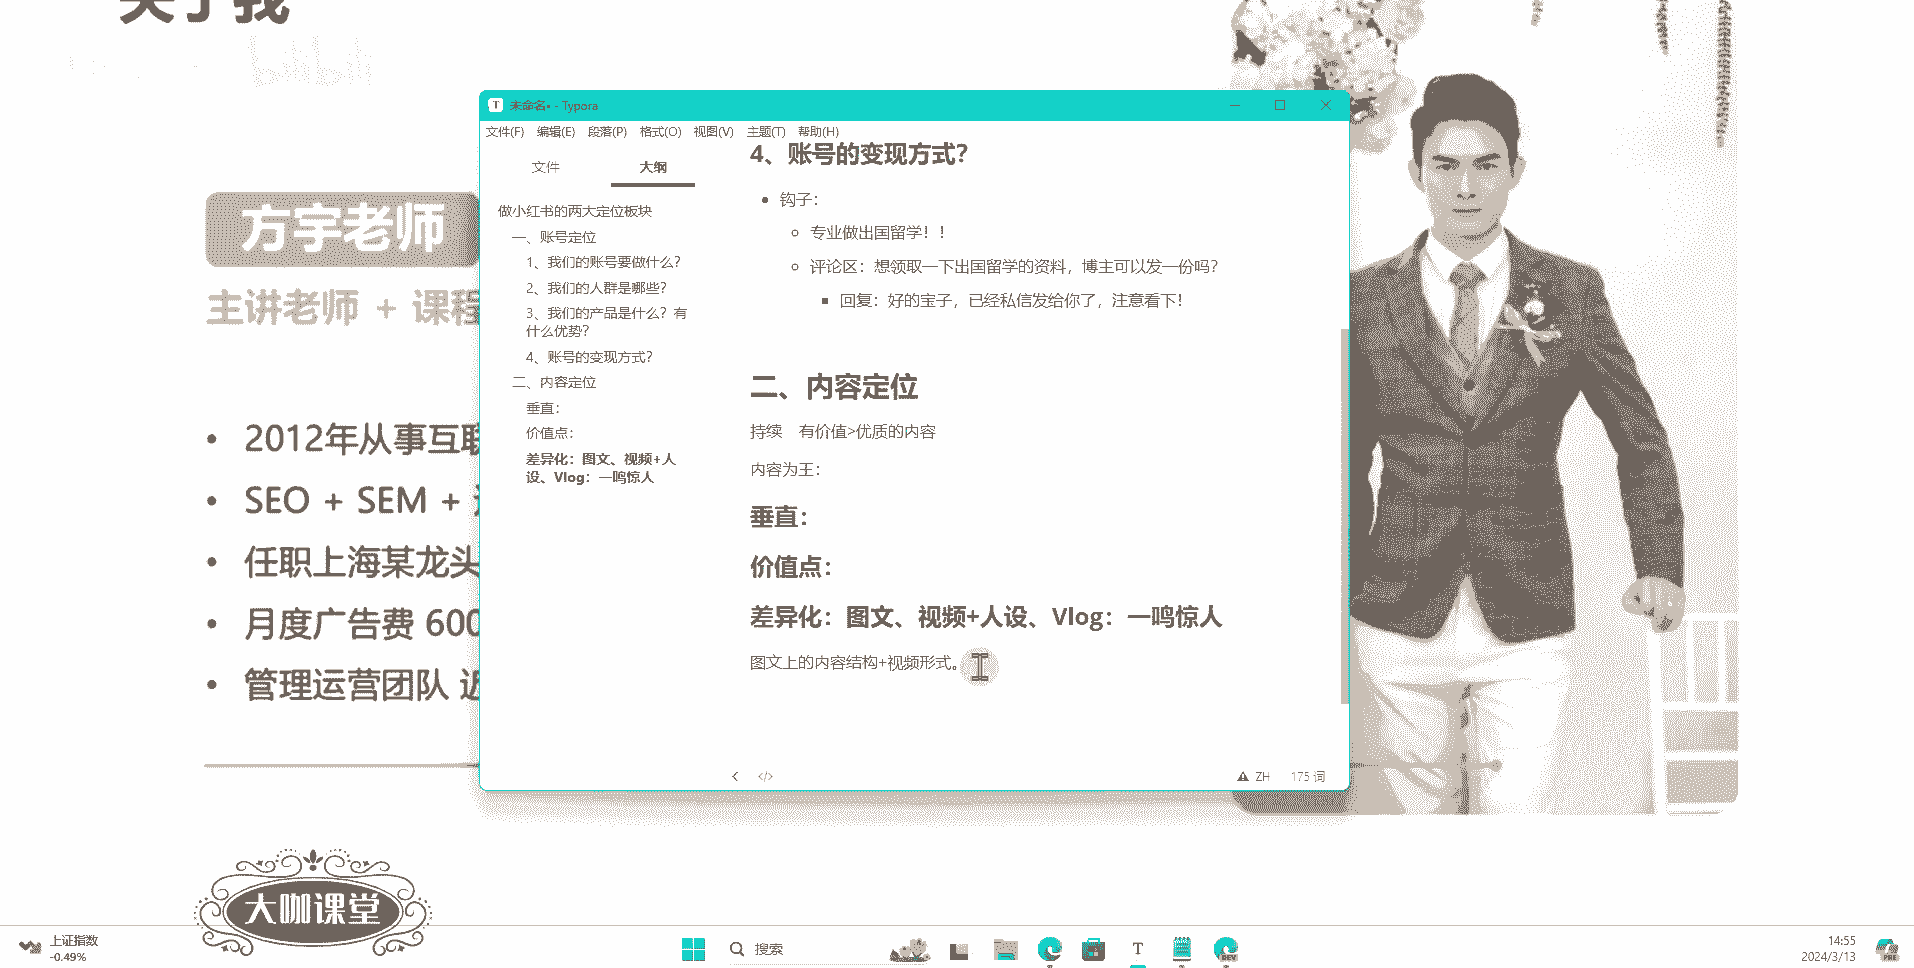 关于我
bilibili
方宇老师
主讲老师 + 课程
2012年从事互联
SEO + SEM +
任职上海某龙头
月度广告费 600
管理运营团队 近
未命名• - Typora
文件(F) 编辑(E) 段落(P) 格式(O) 视图(V) 主题(T) 帮助(H)
文件 大纲
做小红书的两大定位板块
一、账号定位
1、我们的账号要做什么？
2、我们的人群是哪些？
3、我们的产品是什么？有
什么优势？
4、账号的变现方式？
二、内容定位
垂直：
价值点：
差异化：图文、视频+人
设、Vlog：一鸣惊人
4、账号的变现方式？
钩子：
专业做出国留学！！
评论区：想领取一下出国留学的资料，博主可以发一份吗？
回复：好的宝子，已经私信发给你了，注意看下！
二、内容定位
持续 有价值>优质的内容
内容为王：
垂直：
价值点：
差异化：图文、视频+人设、Vlog：一鸣惊人
图文上的内容结构+视频形式。
ZH 175 词
大咖课堂
上证指数
-0.49%
搜索
DEV
14:55
2024/3/13
PRE